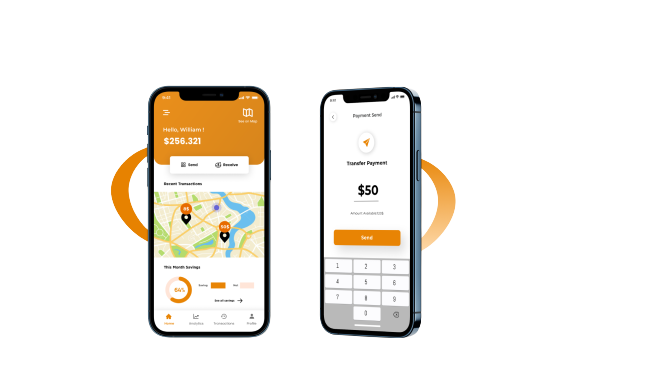 See on Map
Hello, William !
$256.321
Send
Receive
Recent Transactions
This Month Savings
64%
See all savings
Home
Analytics
Transactions
Profile
Payment Send
Transfer Payment
$50
Send
1 2 3
4 5 6
7 8 9
0